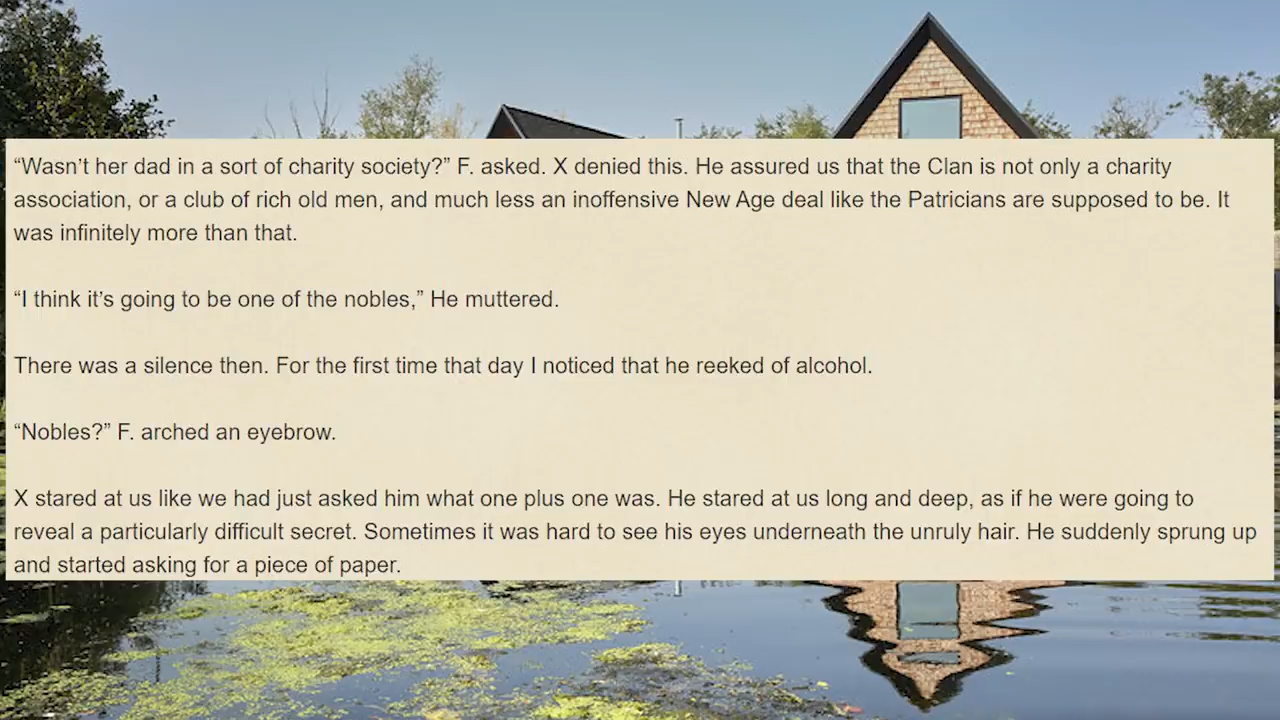 “Wasn’t her dad in a sort of charity society?” F. asked. X denied this. He assured us that the Clan is not only a charity
association, or a club of rich old men, and much less an inoffensive New Age deal like the Patricians are supposed to be. It
was infinitely more than that.
“I think it’s going to be one of the nobles,” He muttered.
There was a silence then. For the first time that day I noticed that he reeked of alcohol.
“Nobles?” F. arched an eyebrow.
X stared at us like we had just asked him what one plus one was. He stared at us long and deep, as if he were going to
reveal a particularly difficult secret. Sometimes it was hard to see his eyes underneath the unruly hair. He suddenly sprung up
and started asking for a piece of paper.